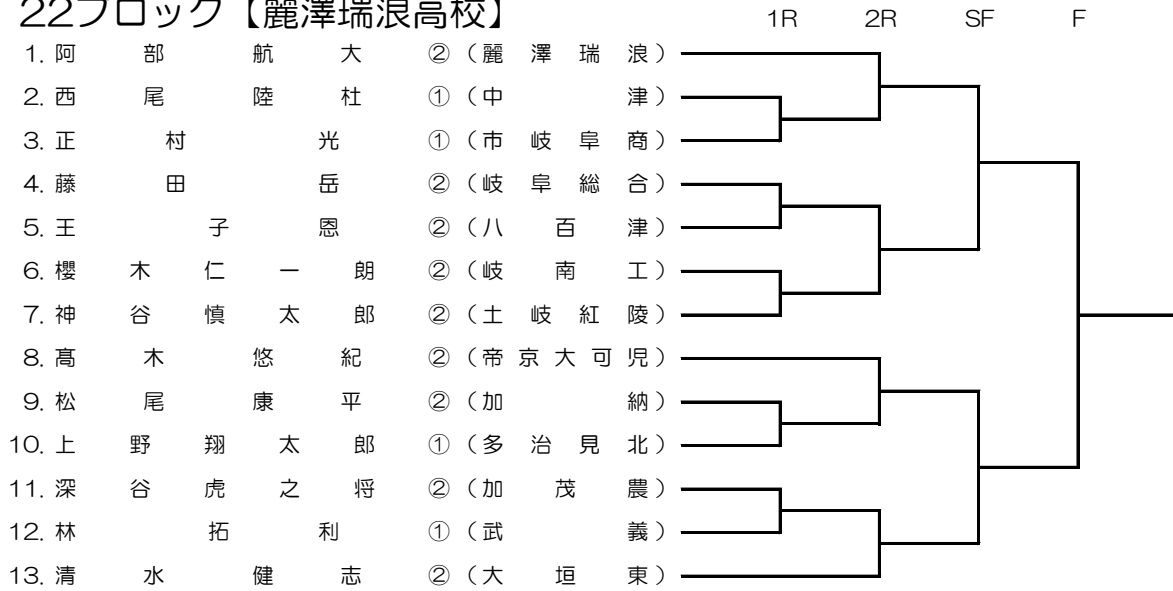 22ブロック【麗澤瑞浪高校】 1R 2R SF F
1. 阿部航大 ② （麗澤瑞浪）
2. 西尾陸杜 ① （中津）
3. 正村光 ① （市岐阜商）
4. 藤田岳 ② （岐阜総合）
5. 王子恩 ② （八百津）
6. 櫻木仁一朗 ② （岐南工）
7. 神谷慎太郎 ② （土岐紅陵）
8. 髙木悠紀 ② （帝京大可児）
9. 松尾康平 ② （加納）
10. 上野翔太郎 ① （多治見北）
11. 深谷虎之将 ② （加茂農）
12. 林拓利 ① （武義）
13. 清水健志 ② （大垣東）